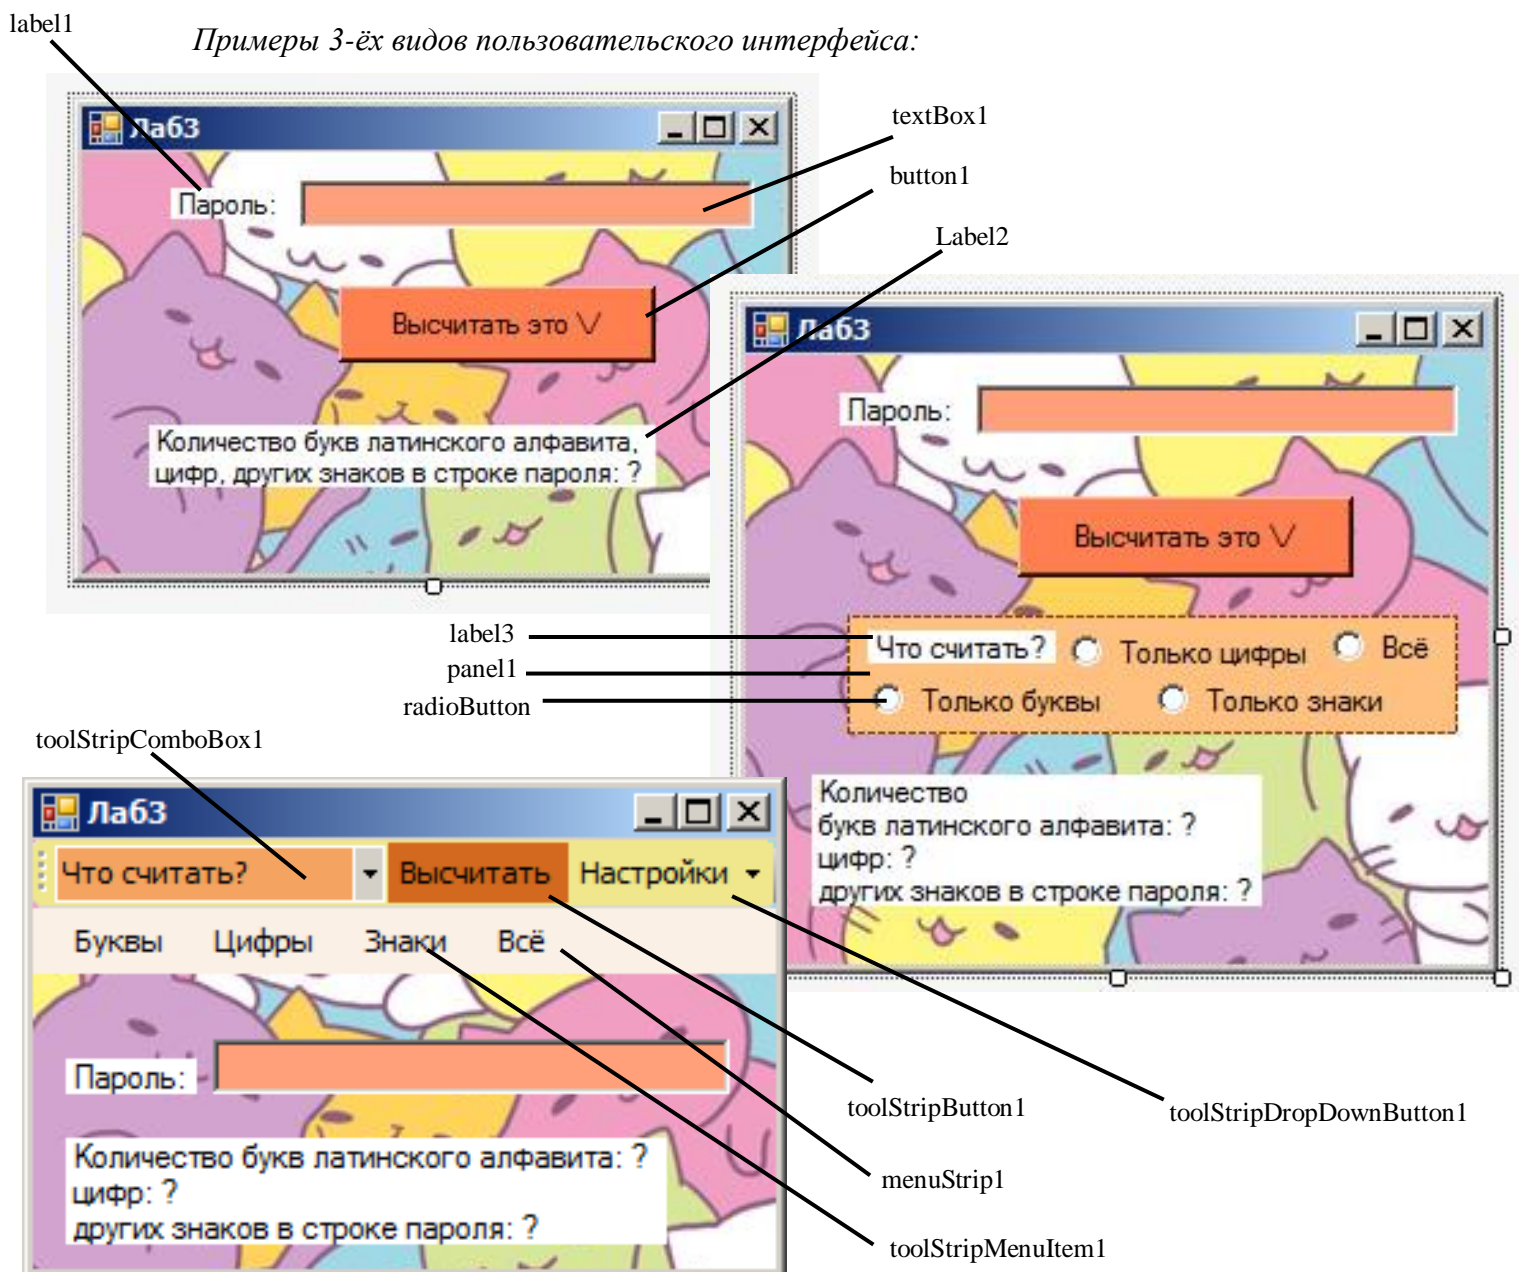 label1
Примеры 3-ёх видов пользовательского интерфейса:
Лаб3
textBox1
button1
Label2
Пароль:
Высчитать это \/
Количество букв латинского алфавита,
цифр, других знаков в строке пароля: ?
Лаб3
Пароль:
Высчитать это \/
label3
panel1
radioButton
Что считать?
Только цифры
Всё
Только буквы
Только знаки
Количество
букв латинского алфавита: ?
цифр: ?
других знаков в строке пароля: ?
toolStripComboBox1
Лаб3
Что считать?
Высчитать
Настройки
Буквы
Цифры
Знаки
Всё
Пароль:
Количество букв латинского алфавита: ?
цифр: ?
других знаков в строке пароля: ?
toolStripButton1
toolStripDropDownButton1
menuStrip1
toolStripMenuItem1